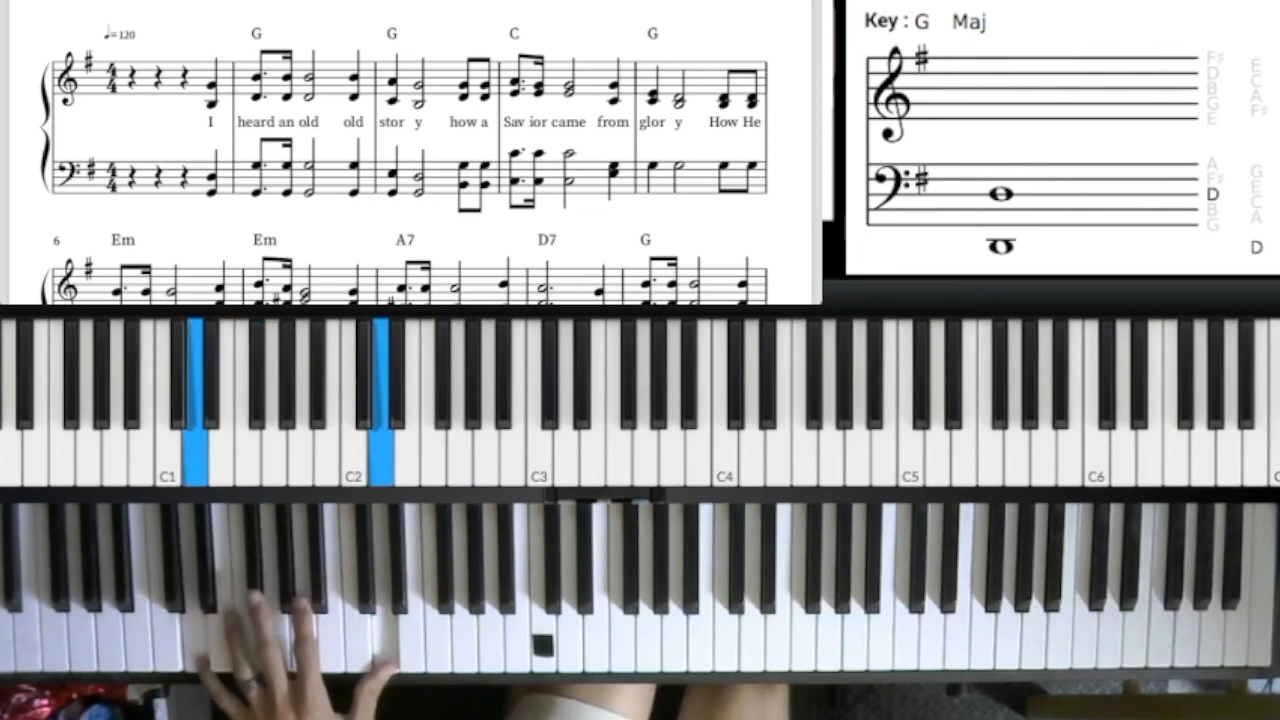 ♩=120
G G C G
I heard an old old stor y how a Sav ior came from glor y How He
6 Em Em A7 D7 G
Key : G Maj
F♯ E
D C
B A
G F♯
E
A G
F♯ E
D C
B A
G
D
C1 C2 C3 C4 C5 C6